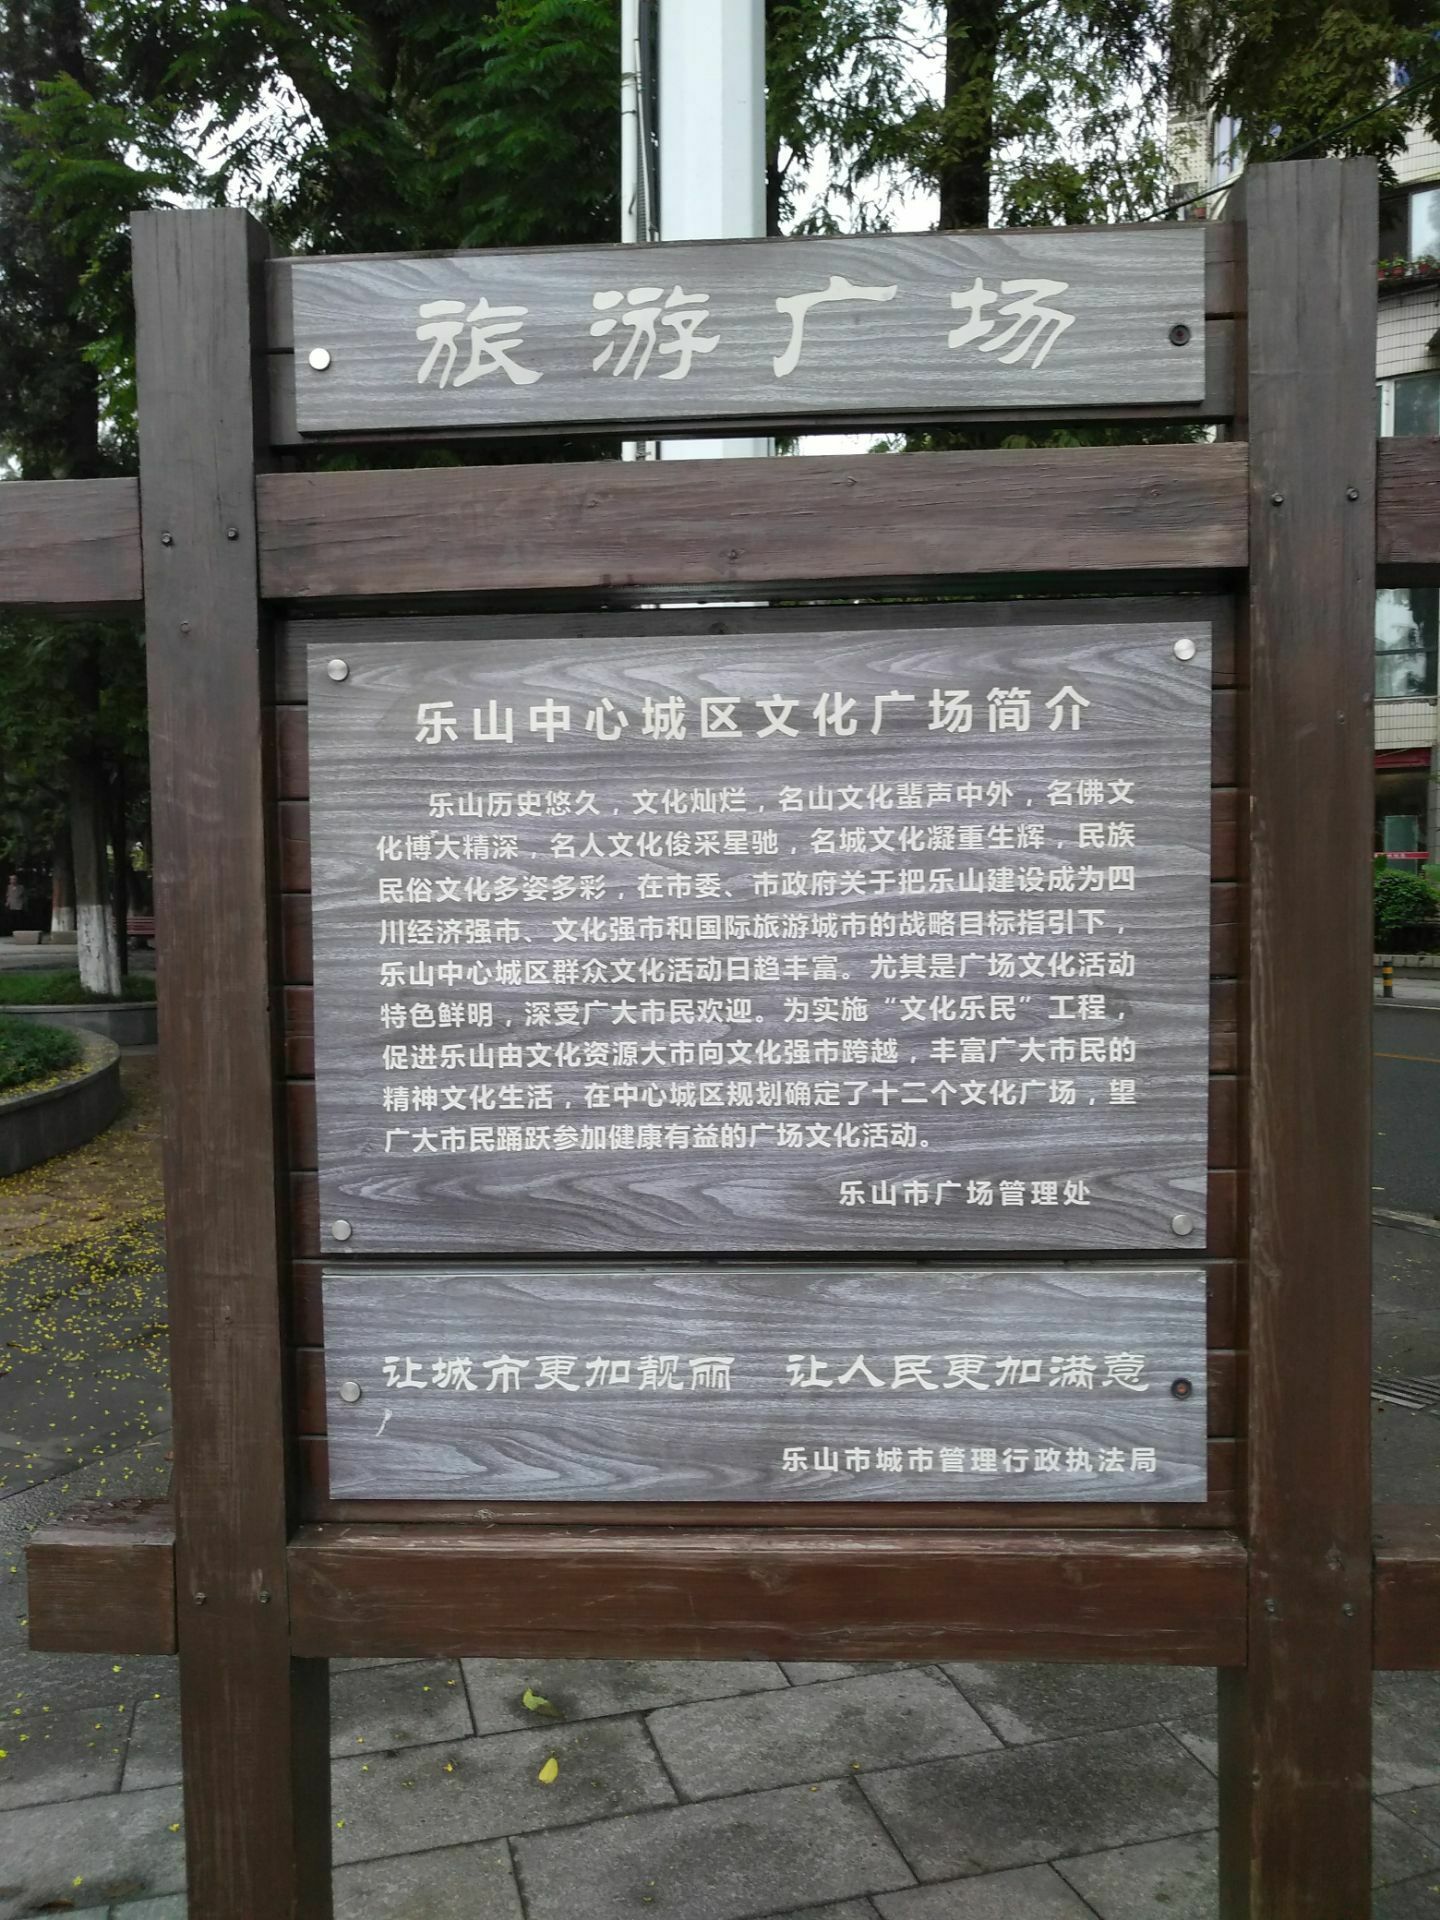 旅游广场
乐山中心城区文化广场简介
乐山历史悠久，文化灿烂，名山文化蜚声中外，名佛文
化博大精深，名人文化俊采星驰，名城文化凝重生辉，民族
民俗文化多姿多彩，在市委、市政府关于把乐山建设成为四
川经济强市、文化强市和国际旅游城市的战略目标指引下，
乐山中心城区群众文化活动日趋丰富。尤其是广场文化活动
特色鲜明，深受广大市民欢迎。为实施“文化乐民”工程，
促进乐山由文化资源大市向文化强市跨越，丰富广大市民的
精神文化生活，在中心城区规划确定了十二个文化广场，望
广大市民踊跃参加健康有益的广场文化活动。
乐山市广场管理处
让城市更加靓丽 让人民更加满意
乐山市城市管理行政执法局